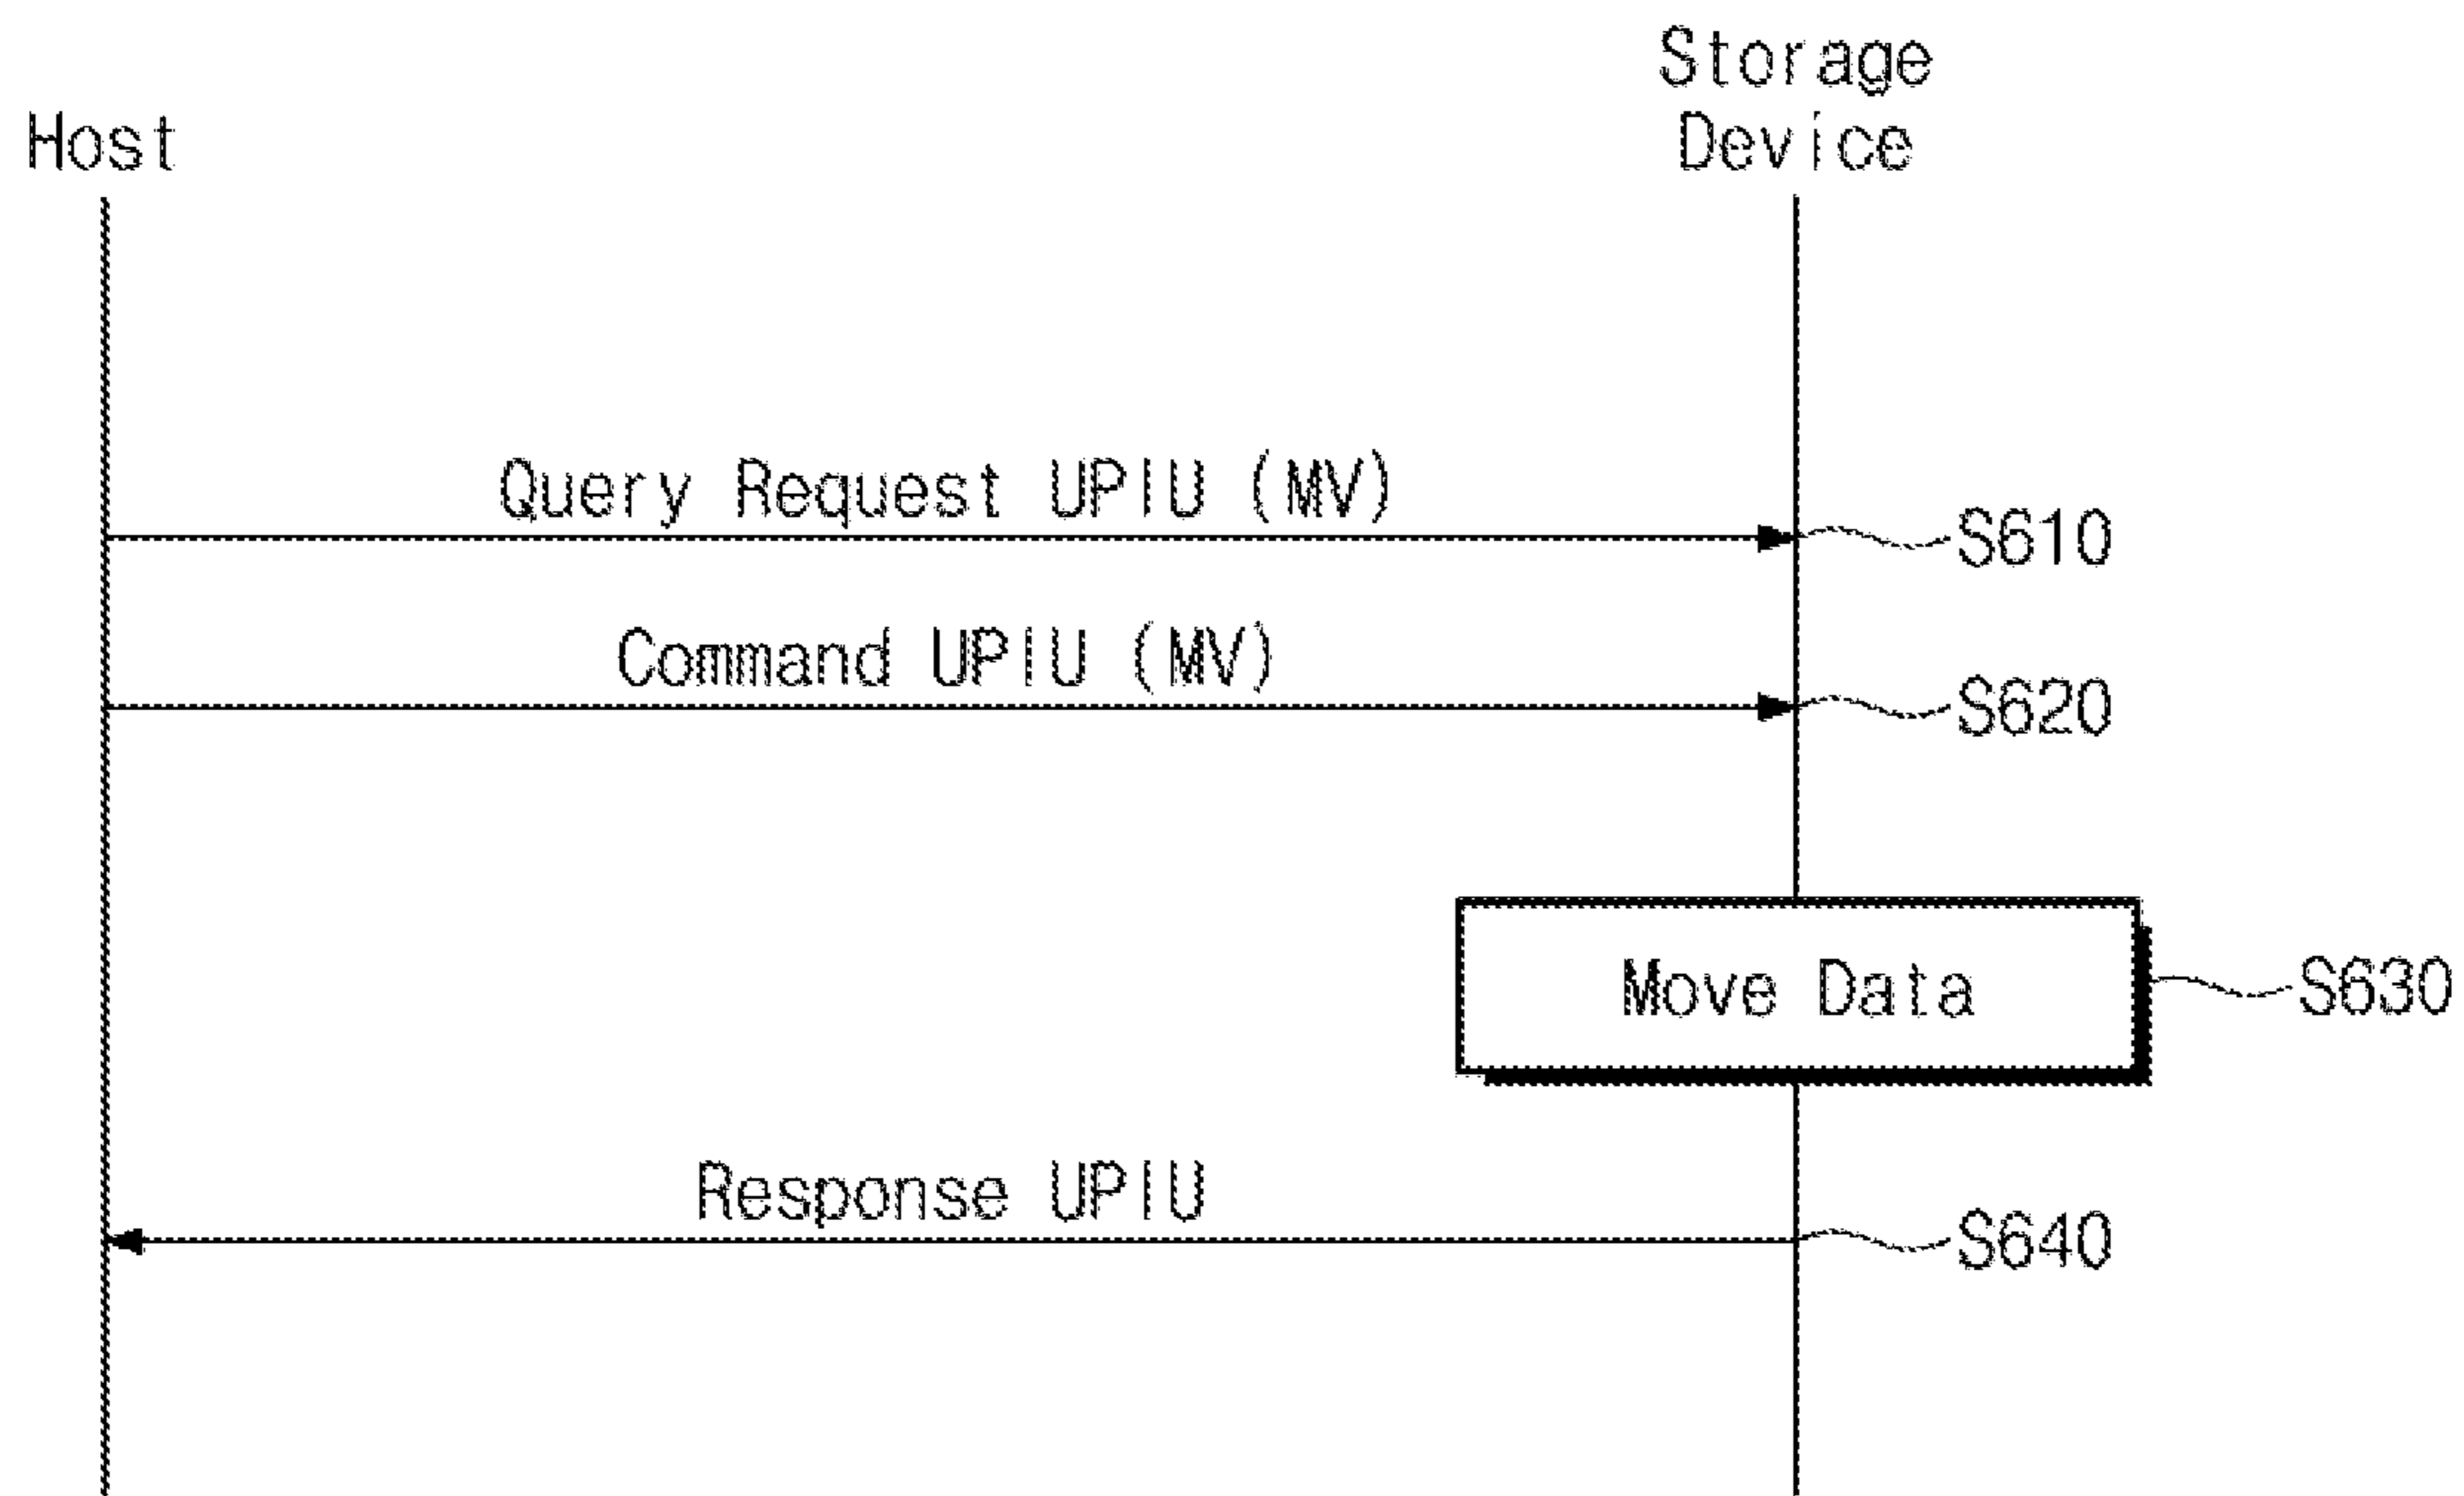 Host
Storage
Device
Query Request UPIU (MV)
S610
Command UPIU (MV)
S620
Move Data
S630
Response UPIU
S640